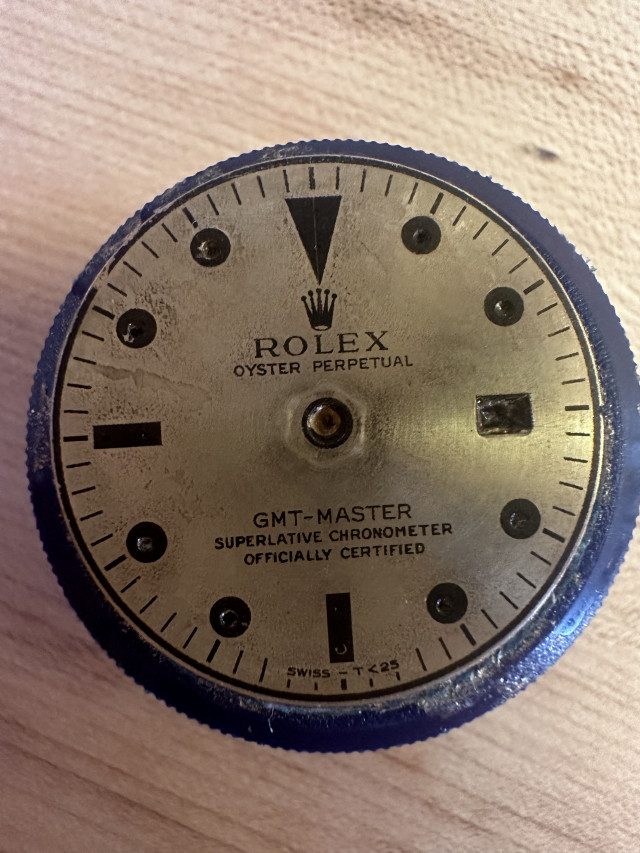 ROLEX
OYSTER PERPETUAL
GMT-MASTER
SUPERLATIVE CHRONOMETER
OFFICIALLY CERTIFIED
SWISS - T<25